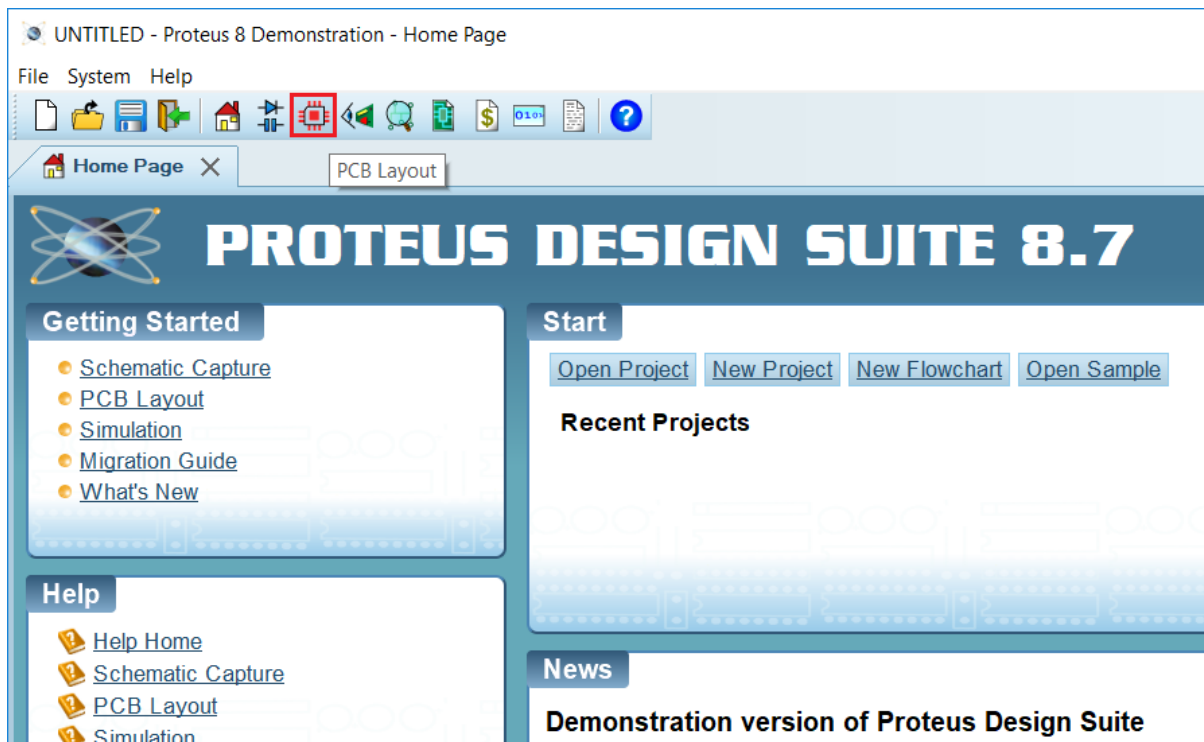 UNTITLED - Proteus 8 Demonstration - Home Page
File System Help
$ 0101 ?
Home Page
PCB Layout
PROTEUS DESIGN SUITE 8.7
Getting Started
Schematic Capture
PCB Layout
Simulation
Migration Guide
What's New
Start
Open Project New Project New Flowchart Open Sample
Recent Projects
Help
Help Home
Schematic Capture
PCB Layout
Simulation
News
Demonstration version of Proteus Design Suite